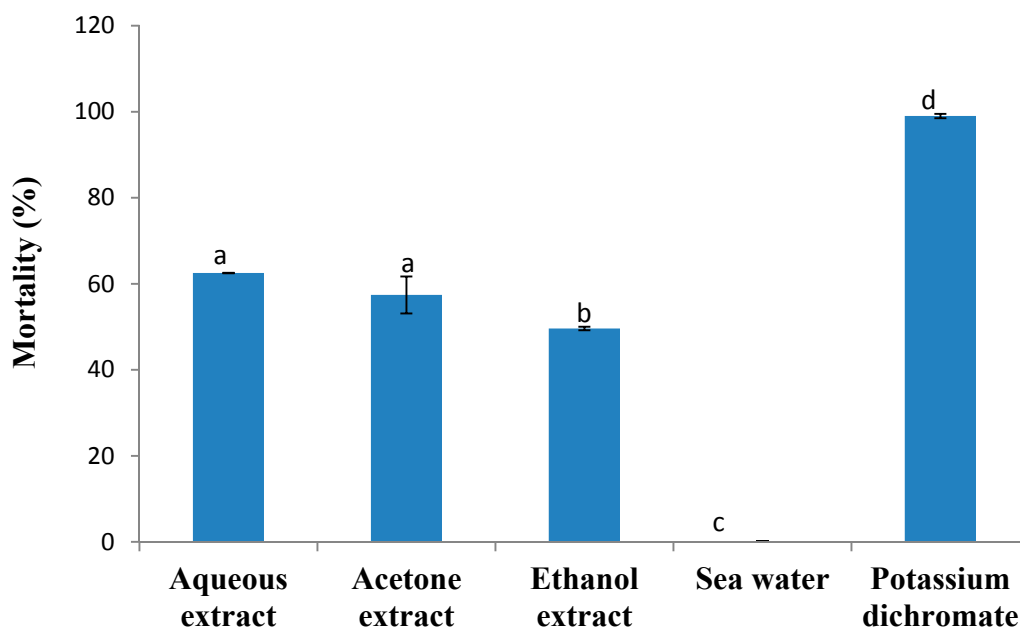 120
100
80
60
40
20
0
Mortality (%)
a
a
b
c
d
Aqueous
extract
Acetone
extract
Ethanol
extract
Sea water
Potassium
dichromate